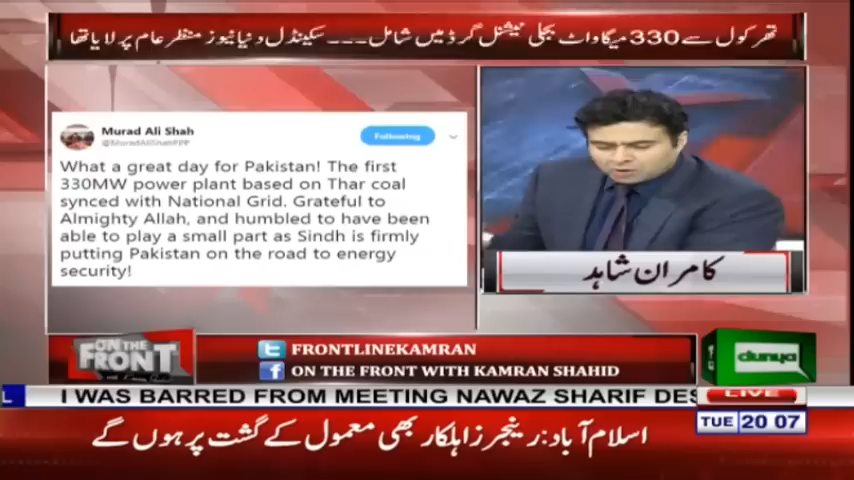 تھر کول سے 330 میگا واٹ بجلی نیشنل گرڈ میں شامل ۔۔۔ سکینڈل دنیا نیوز منظر عام پر لایا تھا
Murad Ali Shah
@MuradAliShahPPP
Following
What a great day for Pakistan! The first
330MW power plant based on Thar coal
synced with National Grid. Grateful to
Almighty Allah, and humbled to have been
able to play a small part as Sindh is firmly
putting Pakistan on the road to energy
security!
کامران شاہد
ON THE FRONT
FRONTLINEKAMRAN
ON THE FRONT WITH KAMRAN SHAHID
dunya
L
I WAS BARRED FROM MEETING NAWAZ SHARIF DES
LIVE
TUE 20 07
اسلام آباد: رینجرز اہلکار بھی معمول کے گشت پر ہوں گے